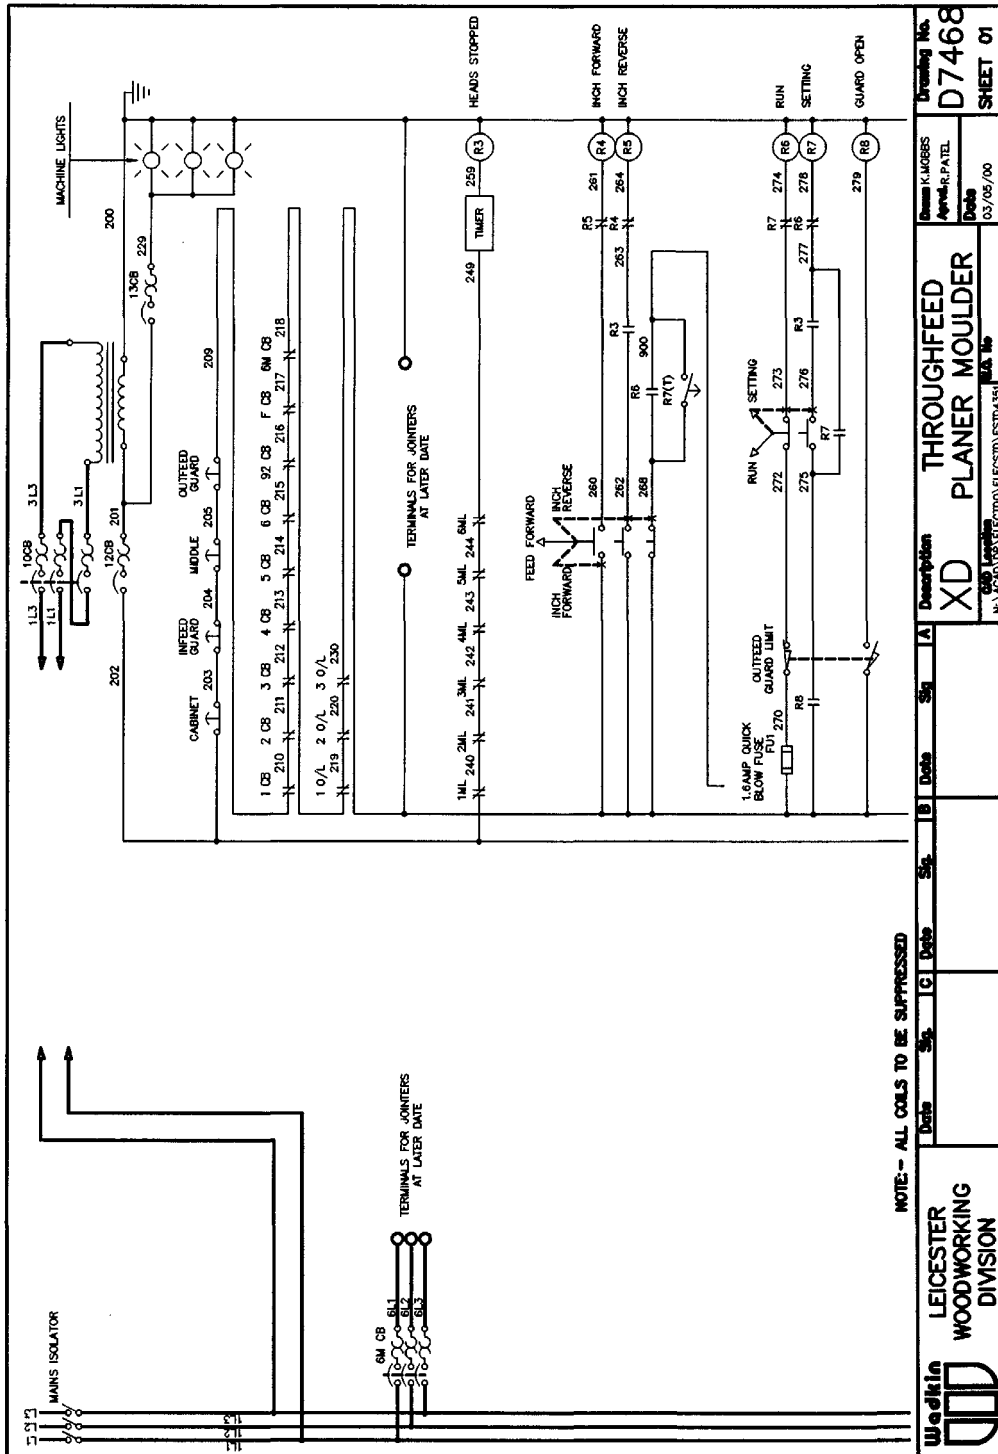 L1
L2
L3
MAINS ISOLATOR
1L1
1L2
1L3
6M CB
6L1
6L2
6L3
TERMINALS FOR JOINTERS
AT LATER DATE
1L3
1L1
10CB
3L3
3L1
202
12CB
201
13CB
229
200
MACHINE LIGHTS
CABINET
203
INFEED
GUARD
204
MIDDLE
205
OUTFEED
GUARD
209
1 CB
210
2 CB
211
3 CB
212
4 CB
213
5 CB
214
6 CB
215
92 CB
216
F CB
217
6M CB
218
1 O/L
219
2 O/L
220
3 O/L
230
TERMINALS FOR JOINTERS
AT LATER DATE
1ML
240
2ML
241
3ML
242
4ML
243
5ML
244
6ML
249
TIMER
259
R3
HEADS STOPPED
FEED FORWARD
INCH
FORWARD
INCH
REVERSE
260
R5
261
R4
INCH FORWARD
262
R3
263
R4
264
R5
INCH REVERSE
268
R6
900
R7(T)
1.6AMP QUICK
BLOW FUSE
FU1
270
OUTFEED
GUARD LIMIT
272
RUN
SETTING
273
R7
274
R6
RUN
R8
275
276
R3
277
R6
278
R7
SETTING
R7
279
R8
GUARD OPEN
NOTE:- ALL COILS TO BE SUPPRESSED
Wadkin
LEICESTER
WOODWORKING
DIVISION
Date
Sig.
C
Date
Sig.
B
Date
Sig
A
Description
XD
THROUGHFEED
PLANER MOULDER
CAD Location
Drawn K.MOBBS
R.PATEL
Date
03/05/00
Drawing No.
D7468
SHEET 01